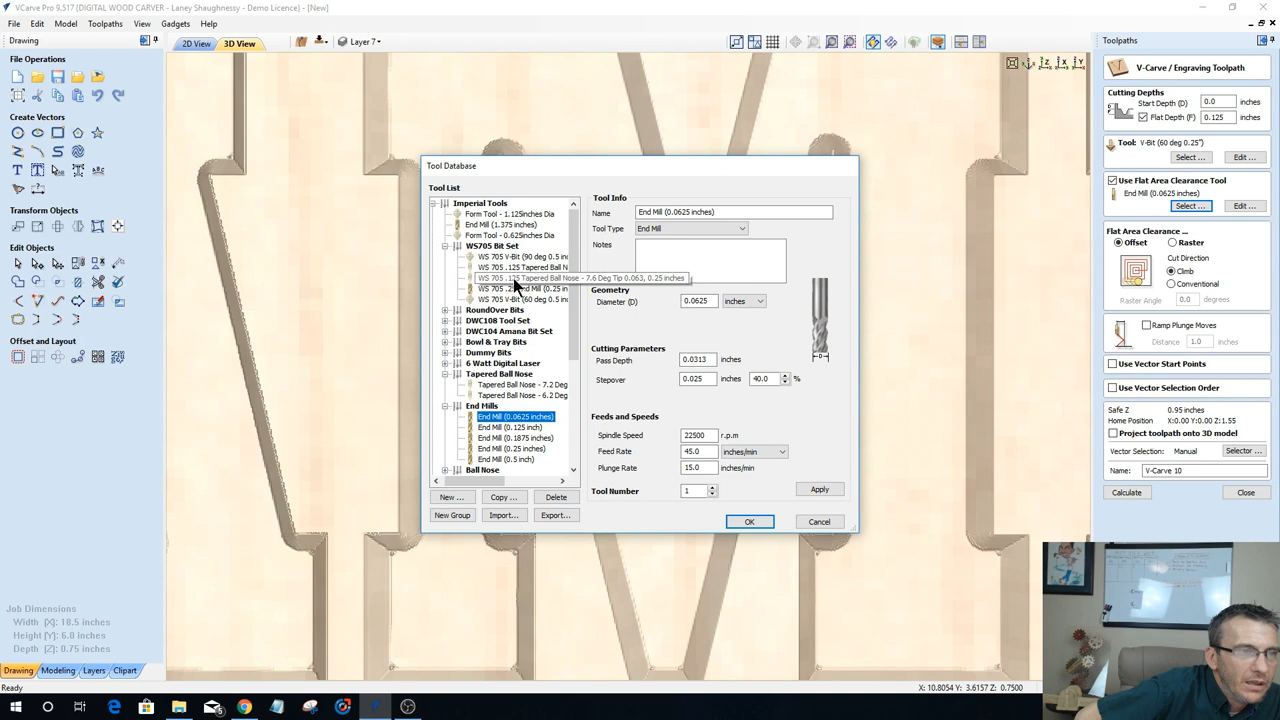 VCarve Pro 9.517 (DIGITAL WOOD CARVER) - Laney Shaughnessy - Demo Licence) - [New]
File Edit Model Toolpaths View Gadgets Help
Drawing
2D View 3D View Layer 7
Toolpaths
File Operations
Create Vectors
Transform Objects
Edit Objects
Offset and Layout
Job Dimensions
Width (X): 18.5 inches
Height (Y): 6.0 inches
Depth (Z): 0.75 inches
Drawing Modeling Layers Clipart
Ready
X: 10.8054 Y: 3.6157 Z: 0.7500
Tool Database
Tool List
Imperial Tools
Form Tool - 1.125inches Dia
End Mill (1.375 inches)
Form Tool - 0.625inches Dia
WS705 Bit Set
WS 705 V-Bit (90 deg 0.5 in
WS 705 .125 Tapered Ball N
WS 705 .125 Tapered Ball Nose - 7.6 Deg Tip 0.063, 0.25 inches
WS 705 V-Bit (60 deg 0.5 in
RoundOver Bits
DWC108 Tool Set
DWC104 Amana Bit Set
Bowl & Tray Bits
Dummy Bits
6 Watt Digital Laser
Tapered Ball Nose
Tapered Ball Nose - 7.2 Deg
Tapered Ball Nose - 6.2 Deg
End Mills
End Mill (0.0625 inches)
End Mill (0.125 inch)
End Mill (0.1875 inches)
End Mill (0.25 inches)
End Mill (0.5 inch)
Ball Nose
New ... Copy ... Delete
New Group Import... Export...
Tool Info
Name End Mill (0.0625 inches)
Tool Type End Mill
Notes
Geometry
Diameter (D) 0.0625 inches
D
Cutting Parameters
Pass Depth 0.0313 inches
Stepover 0.025 inches 40.0 %
Feeds and Speeds
Spindle Speed 22500 r.p.m
Feed Rate 45.0 inches/min
Plunge Rate 15.0 inches/min
Tool Number 1
Apply
OK Cancel
V-Carve / Engraving Toolpath
Cutting Depths
Start Depth (D) 0.0 inches
Flat Depth (F) 0.125 inches
Tool: V-Bit (60 deg 0.25")
Select ... Edit ...
Use Flat Area Clearance Tool
End Mill (0.0625 inches)
Select ... Edit ...
Flat Area Clearance ...
Offset Raster
Cut Direction
Climb
Conventional
Raster Angle 0.0 degrees
Ramp Plunge Moves
Distance 1.0 inches
Use Vector Start Points
Use Vector Selection Order
Safe Z 0.95 inches
Home Position X:0.00 Y:0.00 Z:1.55
Project toolpath onto 3D model
Vector Selection: Manual Selector ...
Name: V-Carve 10
Calculate Close